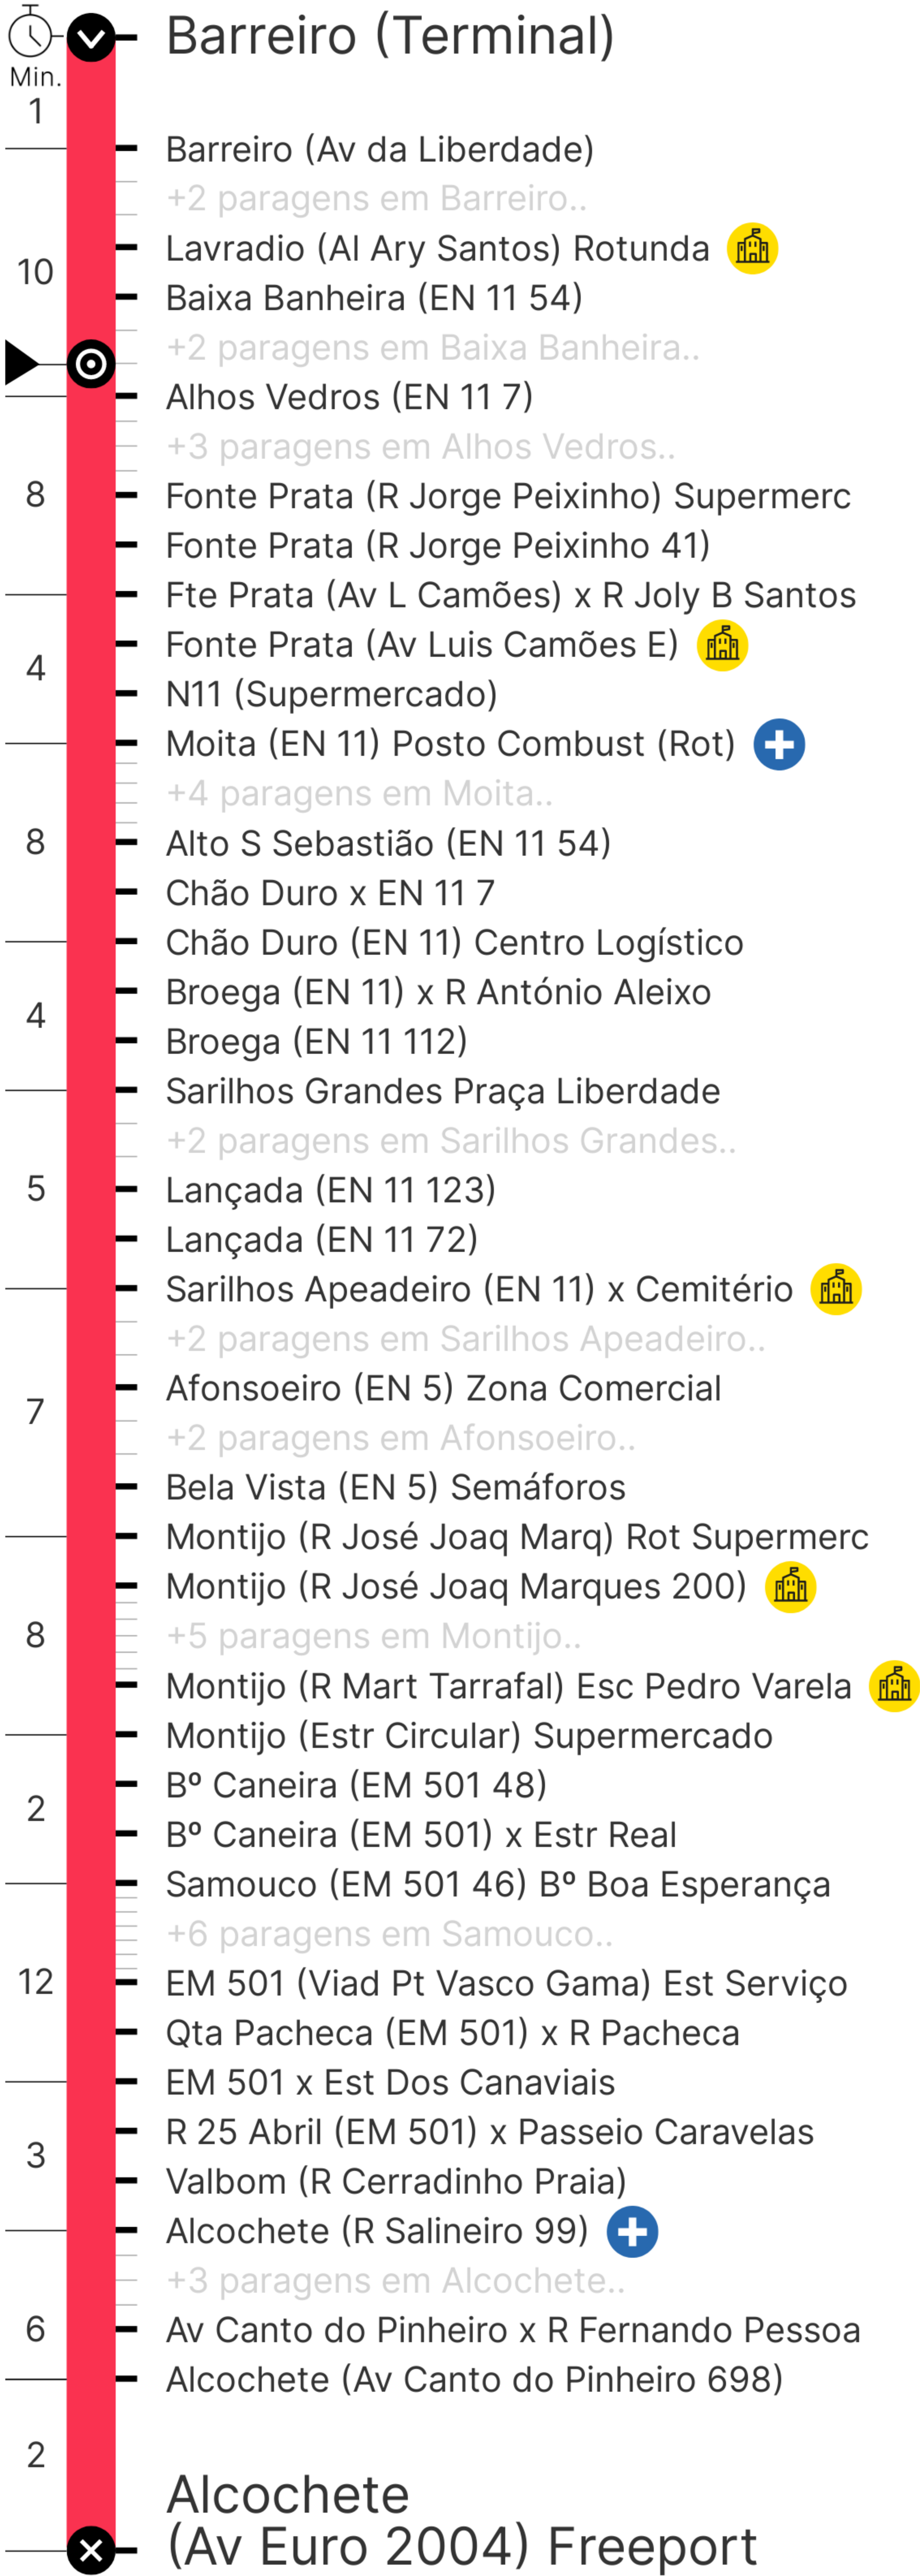 Barreiro (Terminal)
Min.
1
Barreiro (Av da Liberdade)
+2 paragens em Barreiro..
Lavradio (Al Ary Santos) Rotunda
10
Baixa Banheira (EN 11 54)
+2 paragens em Baixa Banheira..
Alhos Vedros (EN 11 7)
+3 paragens em Alhos Vedros..
8
Fonte Prata (R Jorge Peixinho) Supermerc
Fonte Prata (R Jorge Peixinho 41)
Fte Prata (Av L Camões) x R Joly B Santos
Fonte Prata (Av Luis Camões E)
4
N11 (Supermercado)
Moita (EN 11) Posto Combust (Rot)
+4 paragens em Moita..
8
Alto S Sebastião (EN 11 54)
Chão Duro x EN 11 7
Chão Duro (EN 11) Centro Logístico
Broega (EN 11) x R António Aleixo
4
Broega (EN 11 112)
Sarilhos Grandes Praça Liberdade
+2 paragens em Sarilhos Grandes..
5
Lançada (EN 11 123)
Lançada (EN 11 72)
Sarilhos Apeadeiro (EN 11) x Cemitério
+2 paragens em Sarilhos Apeadeiro..
Afonsoeiro (EN 5) Zona Comercial
7
+2 paragens em Afonsoeiro..
Bela Vista (EN 5) Semáforos
Montijo (R José Joaq Marq) Rot Supermerc
Montijo (R José Joaq Marques 200)
8
+5 paragens em Montijo..
Montijo (R Mart Tarrafal) Esc Pedro Varela
Montijo (Estr Circular) Supermercado
Bº Caneira (EM 501 48)
2
Bº Caneira (EM 501) x Estr Real
Samouco (EM 501 46) Bº Boa Esperança
+6 paragens em Samouco..
12
EM 501 (Viad Pt Vasco Gama) Est Serviço
Qta Pacheca (EM 501) x R Pacheca
EM 501 x Est Dos Canaviais
R 25 Abril (EM 501) x Passeio Caravelas
3
Valbom (R Cerradinho Praia)
Alcochete (R Salineiro 99)
+3 paragens em Alcochete..
6
Av Canto do Pinheiro x R Fernando Pessoa
Alcochete (Av Canto do Pinheiro 698)
2
Alcochete
(Av Euro 2004) Freeport